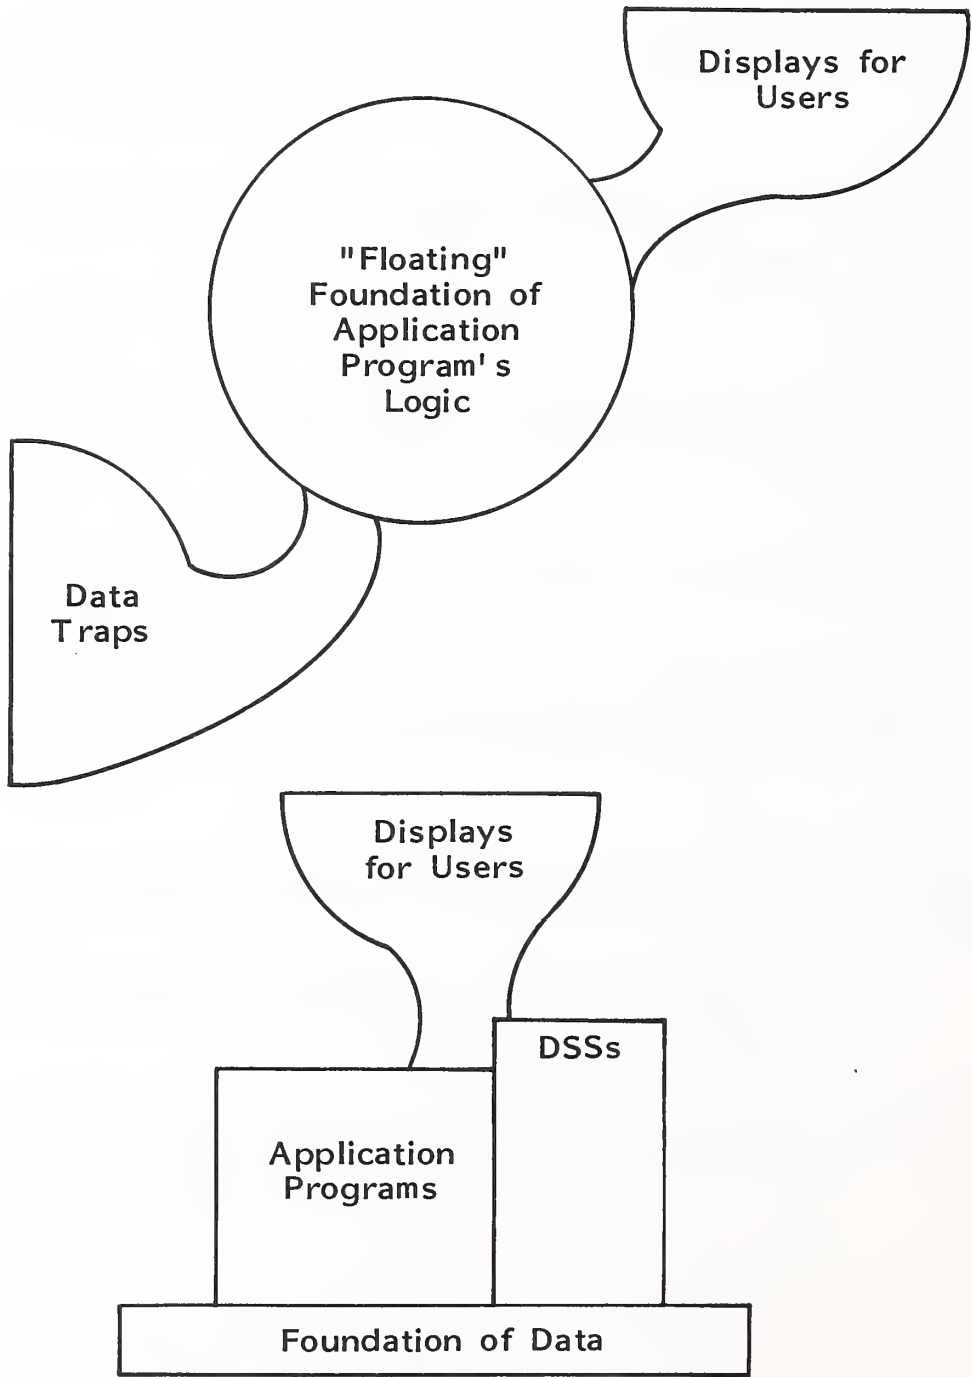 Displays for
Users
"Floating"
Foundation of
Application
Program's
Logic
Data
Traps
Displays
for Users
DSSs
Application
Programs
Foundation of Data